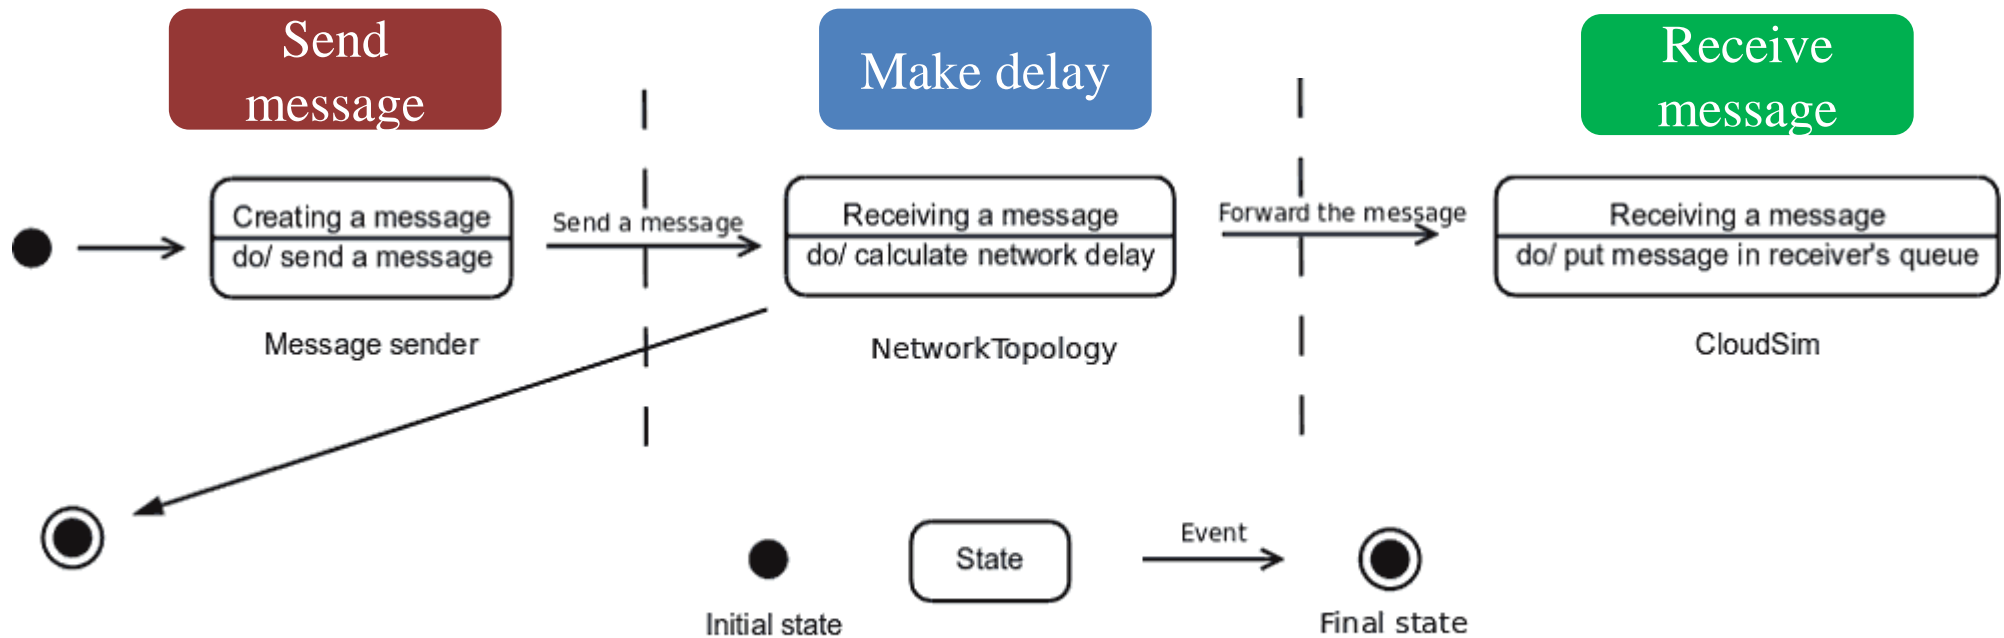 Send
message
Make delay
Receive
message
Creating a message
do/ send a message
Message sender
Send a message
Receiving a message
do/ calculate network delay
NetworkTopology
Forward the message
Receiving a message
do/ put message in receiver's queue
CloudSim
Initial state
State
Event
Final state